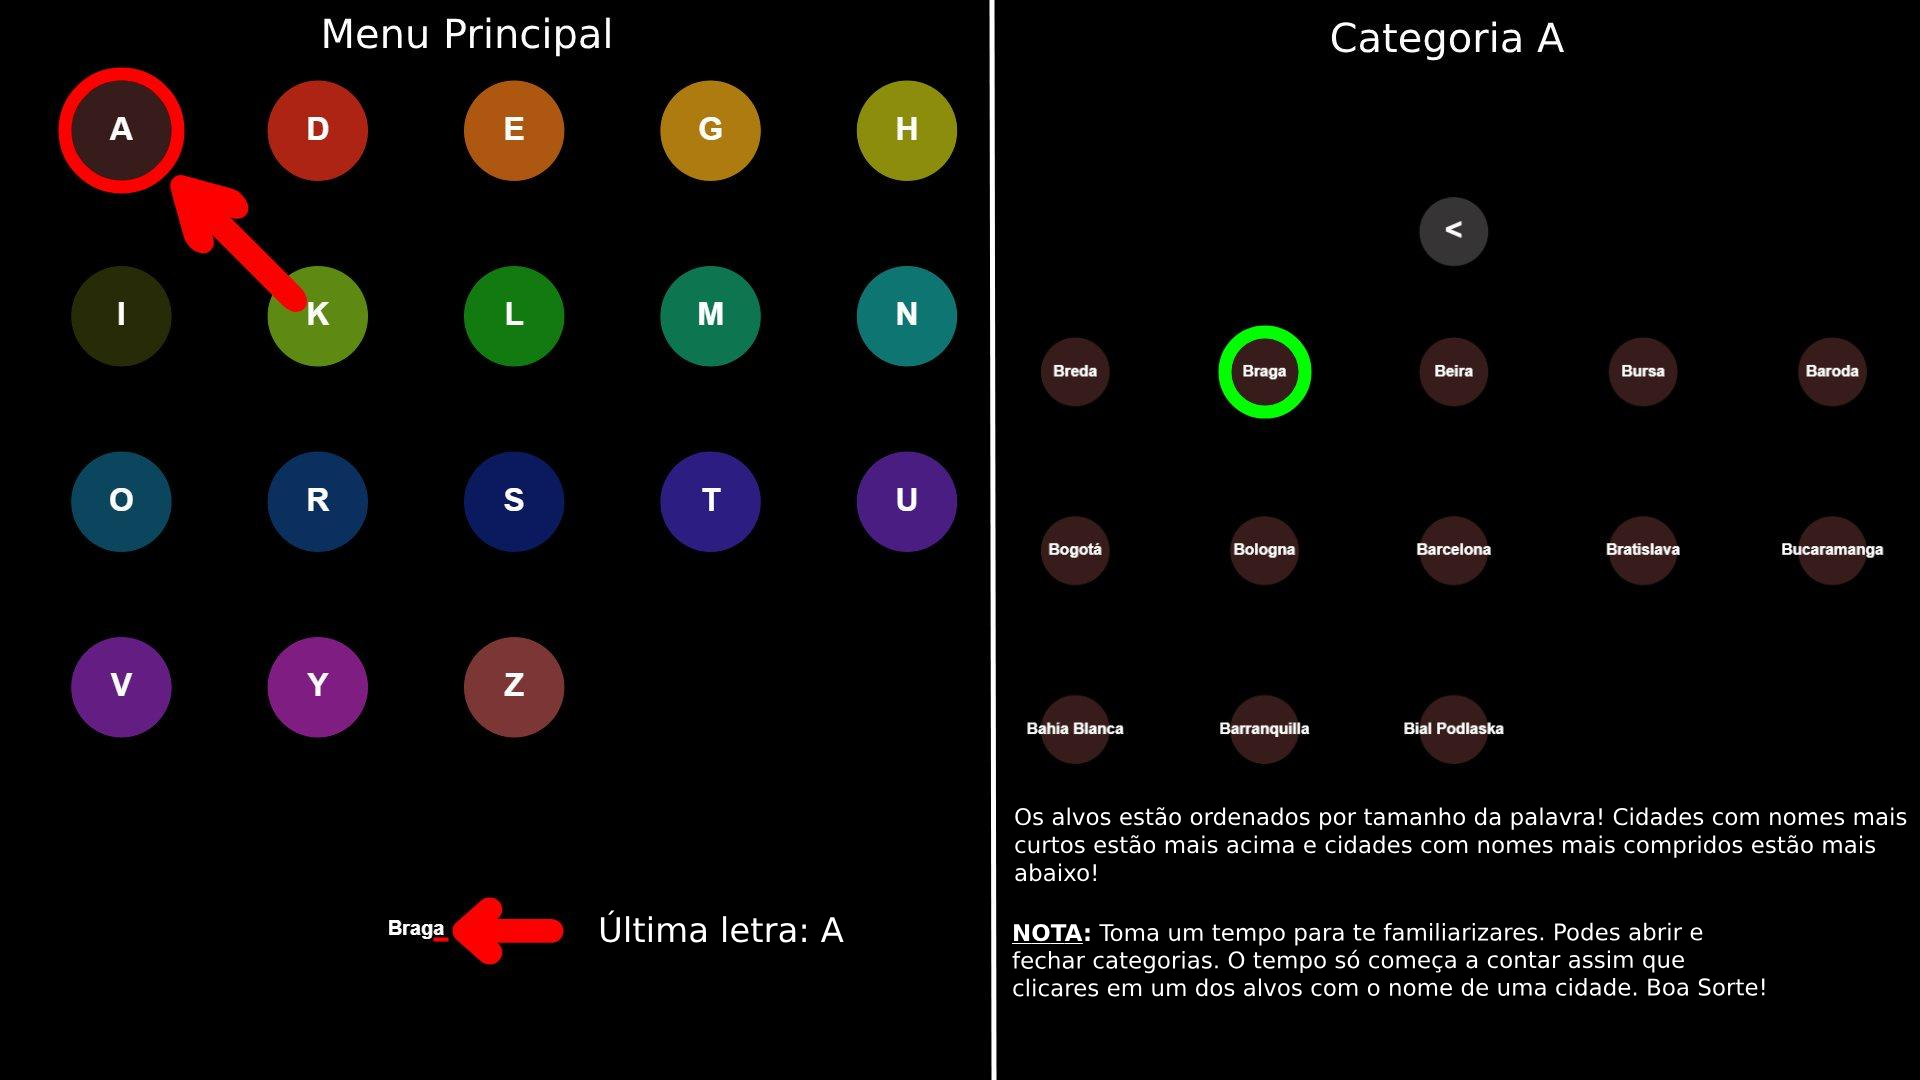 Menu Principal
A D E G H
I K L M N
O R S T U
V Y Z
Braga
Última letra: A
Categoria A
<
Breda Braga Beira Bursa Baroda
Bogotá Bologna Barcelona Bratislava Bucaramanga
Bahía Blanca Barranquilla Bial Podlaska
Os alvos estão ordenados por tamanho da palavra! Cidades com nomes mais
curtos estão mais acima e cidades com nomes mais compridos estão mais
abaixo!
NOTA: Toma um tempo para te familiarizares. Podes abrir e
fechar categorias. O tempo só começa a contar assim que
clicares em um dos alvos com o nome de uma cidade. Boa Sorte!